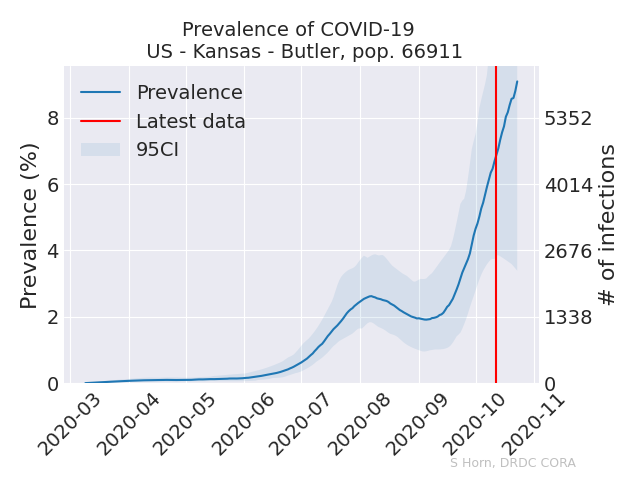 Prevalence of COVID-19
US - Kansas - Butler, pop. 66911
Prevalence
Latest data
95CI
Prevalence (%)
8
6
4
2
0
5352
4014
2676
1338
0
# of infections
2020-03
2020-04
2020-05
2020-06
2020-07
2020-08
2020-09
2020-10
2020-11
S Horn, DRDC CORA